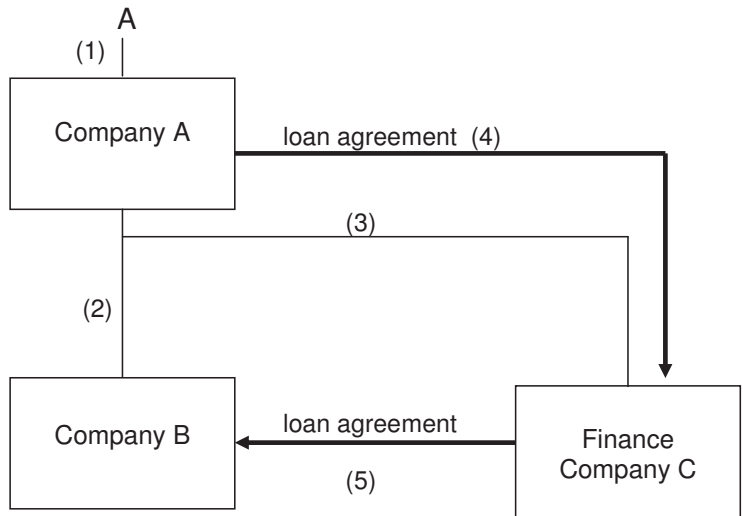 A
(1)
Company A
loan agreement (4)
(3)
(2)
Company B
loan agreement
(5)
Finance
Company C